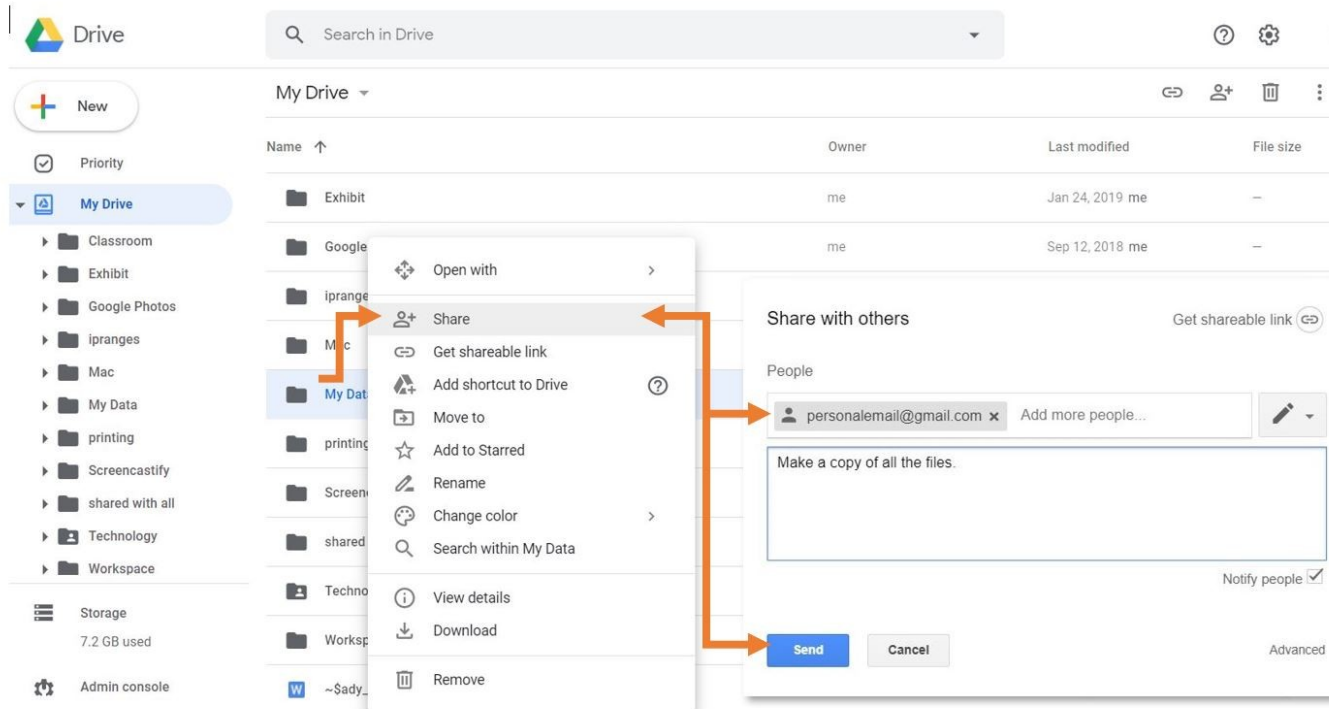 Drive
Search in Drive
New
My Drive
Name
Owner
Last modified
File size
Priority
My Drive
Classroom
Exhibit
Google Photos
ipranges
Mac
My Data
printing
Screencastify
shared with all
Technology
Workspace
Storage
7.2 GB used
Admin console
Exhibit me Jan 24, 2019 me –
Google me Sep 12, 2018 me –
iprange
M c
My Dat
printing
Screen
shared
Techno
Worksp
W ~$ady_
Open with
Share
Get shareable link
Add shortcut to Drive
Move to
Add to Starred
Rename
Change color
Search within My Data
View details
Download
Remove
Share with others
Get shareable link
People
personalemail@gmail.com × Add more people...
Make a copy of all the files.
Notify people
Send
Cancel
Advanced